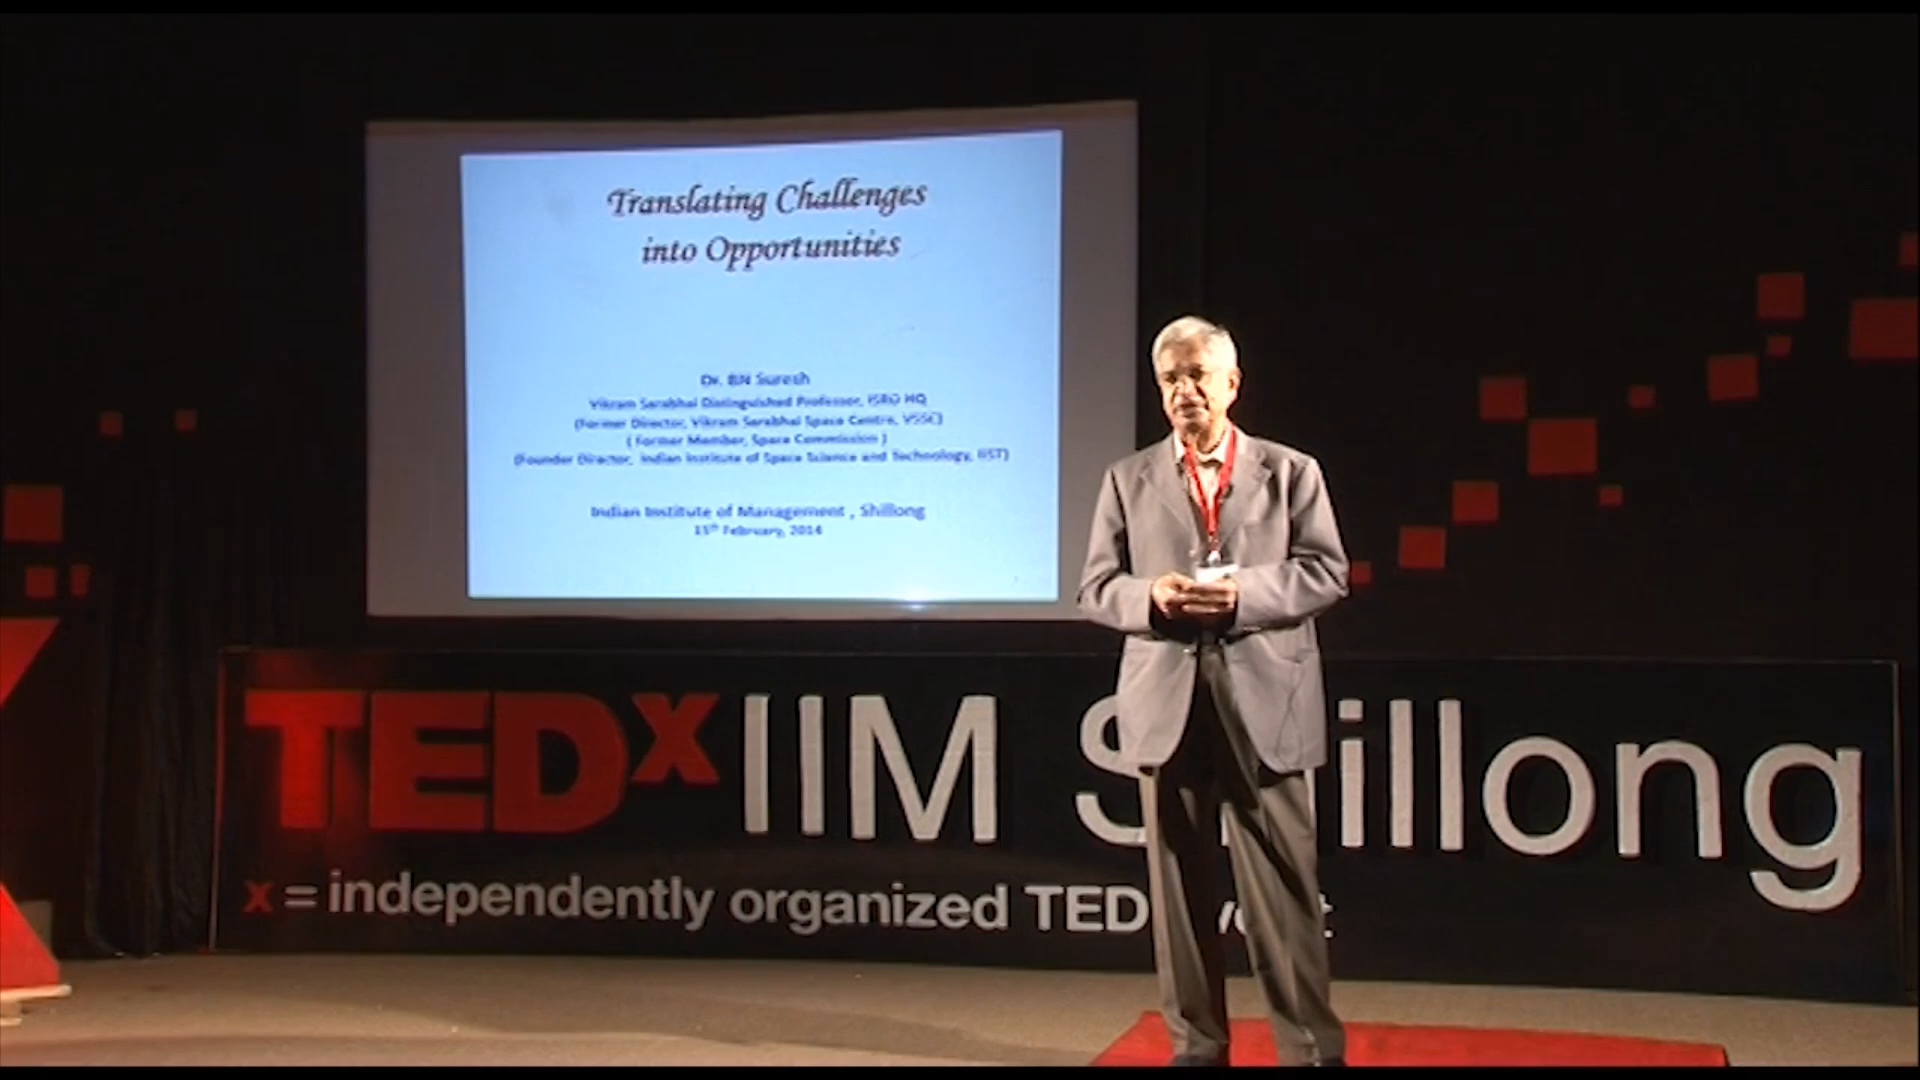 Translating Challenges
into Opportunities
Dr. BN Suresh
Vikram Sarabhai Distinguished Professor, ISRO HQ
(Former Director, Vikram Sarabhai Space Centre, VSSC)
( Former Member, Space Commission )
(Founder Director, Indian Institute of Space Science and Technology, IIST)
Indian Institute of Management , Shillong
15th February, 2014
TEDx IIM Shillong
x = independently organized TED event